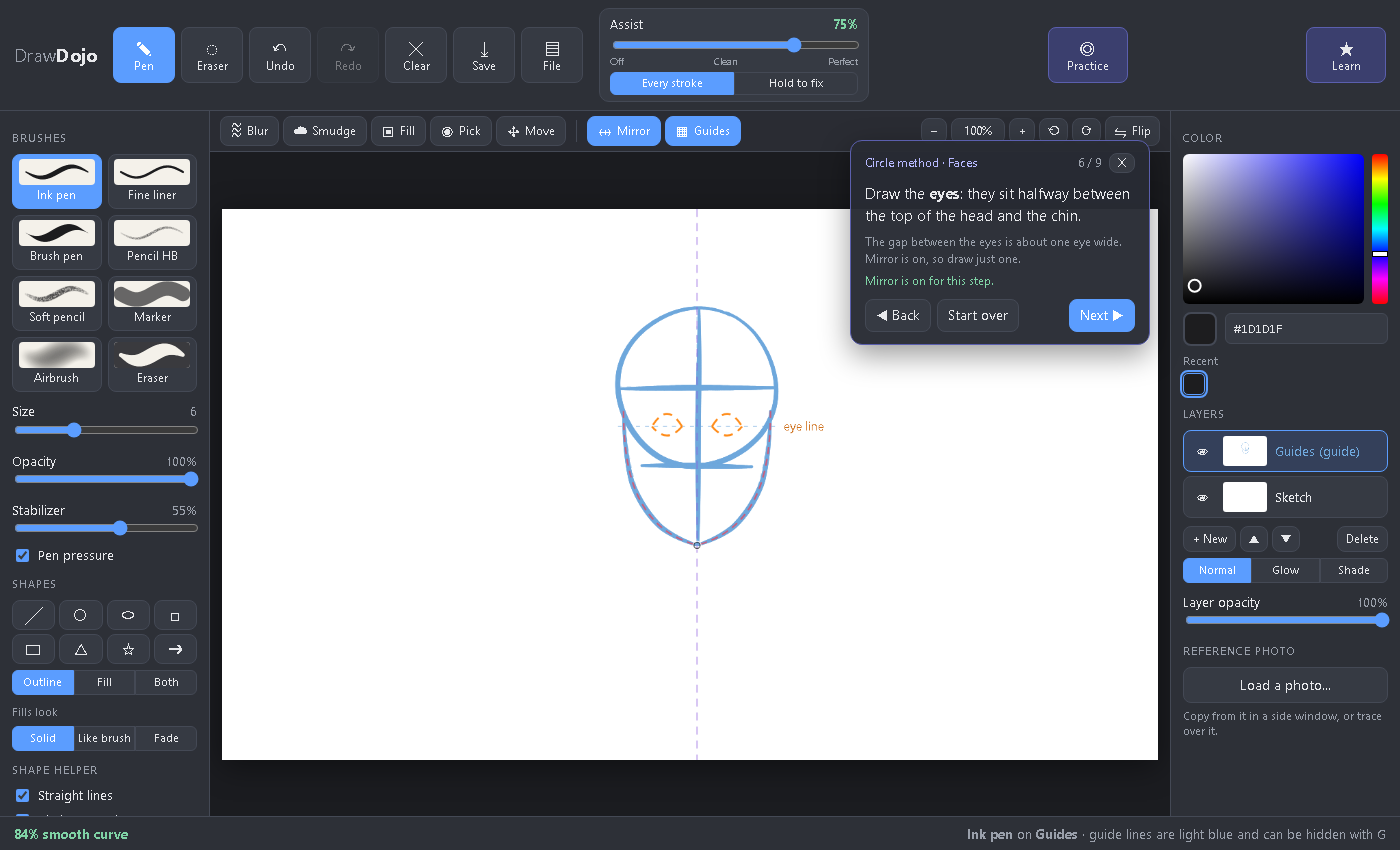 DrawDojo
Pen
Eraser
Undo
Redo
Clear
Save
File
Assist 75%
Off Clean Perfect
Every stroke Hold to fix
Practice
Learn
BRUSHES
Ink pen Fine liner
Brush pen Pencil HB
Soft pencil Marker
Airbrush Eraser
Size 6
Opacity 100%
Stabilizer 55%
Pen pressure
SHAPES
Outline Fill Both
Fills look
Solid Like brush Fade
SHAPE HELPER
Straight lines
Blur Smudge Fill Pick Move Mirror Guides
− 100% + Flip
Circle method · Faces 6 / 9 X
Draw the eyes: they sit halfway between
the top of the head and the chin.
The gap between the eyes is about one eye wide.
Mirror is on, so draw just one.
Mirror is on for this step.
◀ Back Start over Next ▶
eye line
COLOR
#1D1D1F
Recent
LAYERS
Guides (guide)
Sketch
+ New ▲ ▼ Delete
Normal Glow Shade
Layer opacity 100%
REFERENCE PHOTO
Load a photo...
Copy from it in a side window, or trace
over it.
84% smooth curve
Ink pen on Guides · guide lines are light blue and can be hidden with G